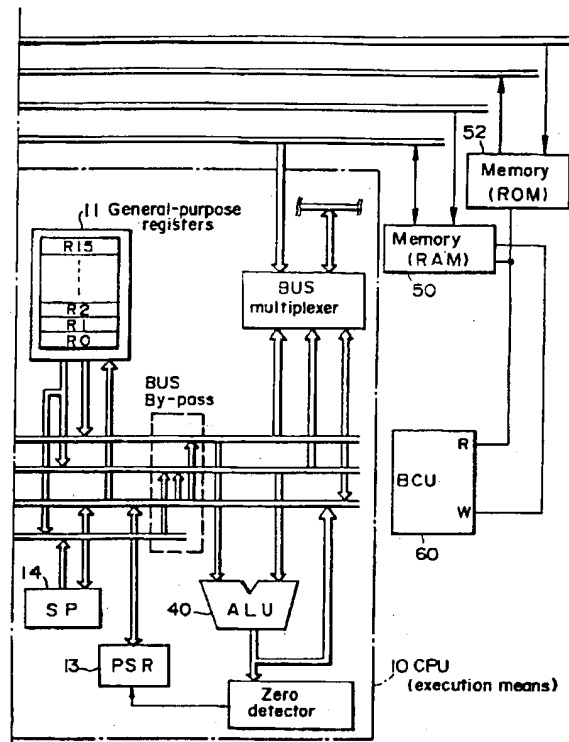 52
Memory
(ROM)
11 General-purpose
registers
R15
R2
R1
R0
Memory
(RAM)
50
BUS
multiplexer
BUS
By-pass
R
BCU
W
60
14
SP
40
ALU
13
PSR
10 CPU
(execution means)
Zero
detector